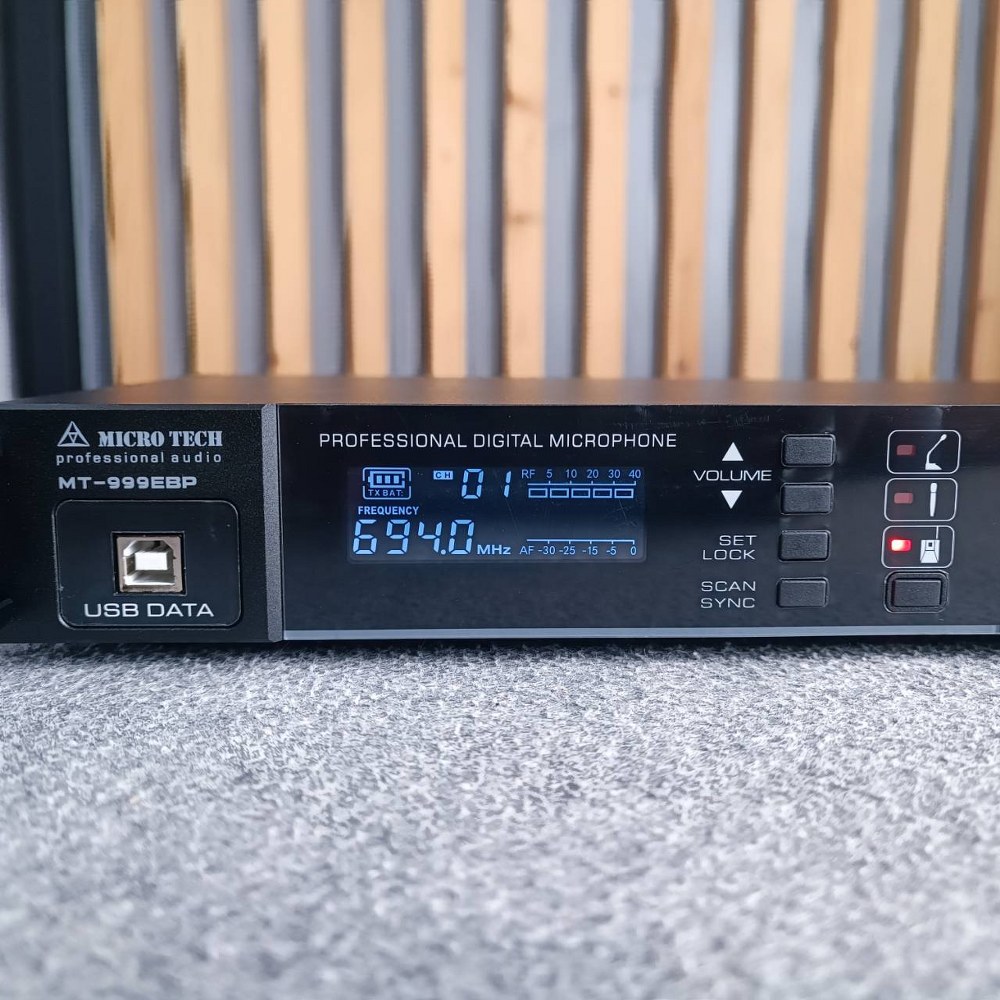 MICRO TECH
professional audio
MT-999EBP
USB DATA
PROFESSIONAL DIGITAL MICROPHONE
TX BAT:
CH 01
RF 5 10 20 30 40
FREQUENCY
694.0 MHz
AF -30 -25 -15 -5 0
VOLUME
SET
LOCK
SCAN
SYNC